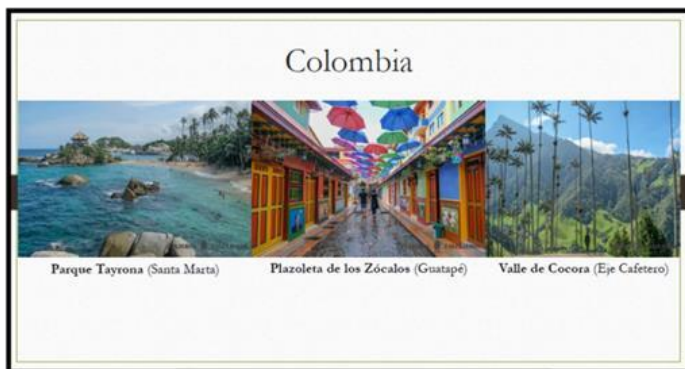 Colombia
Parque Tayrona (Santa Marta)
Plazoleta de los Zócalos (Guatapé)
Valle de Cocora (Eje Cafetero)